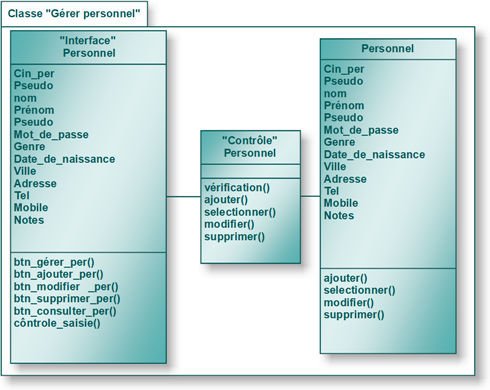 Classe "Gérer personnel"
"Interface"
Personnel
Cin_per
Pseudo
nom
Prénom
Pseudo
Mot_de_passe
Genre
Date_de_naissance
Ville
Adresse
Tel
Mobile
Notes
btn_gérer_per()
btn_ajouter_per()
btn_modifier _per()
btn_supprimer_per()
btn_consulter_per()
côntrole_saisie()
"Contrôle"
Personnel
vérification()
ajouter()
selectionner()
modifier()
supprimer()
Personnel
Cin_per
Pseudo
nom
Prénom
Pseudo
Mot_de_passe
Genre
Date_de_naissance
Ville
Adresse
Tel
Mobile
Notes
ajouter()
selectionner()
modifier()
supprimer()